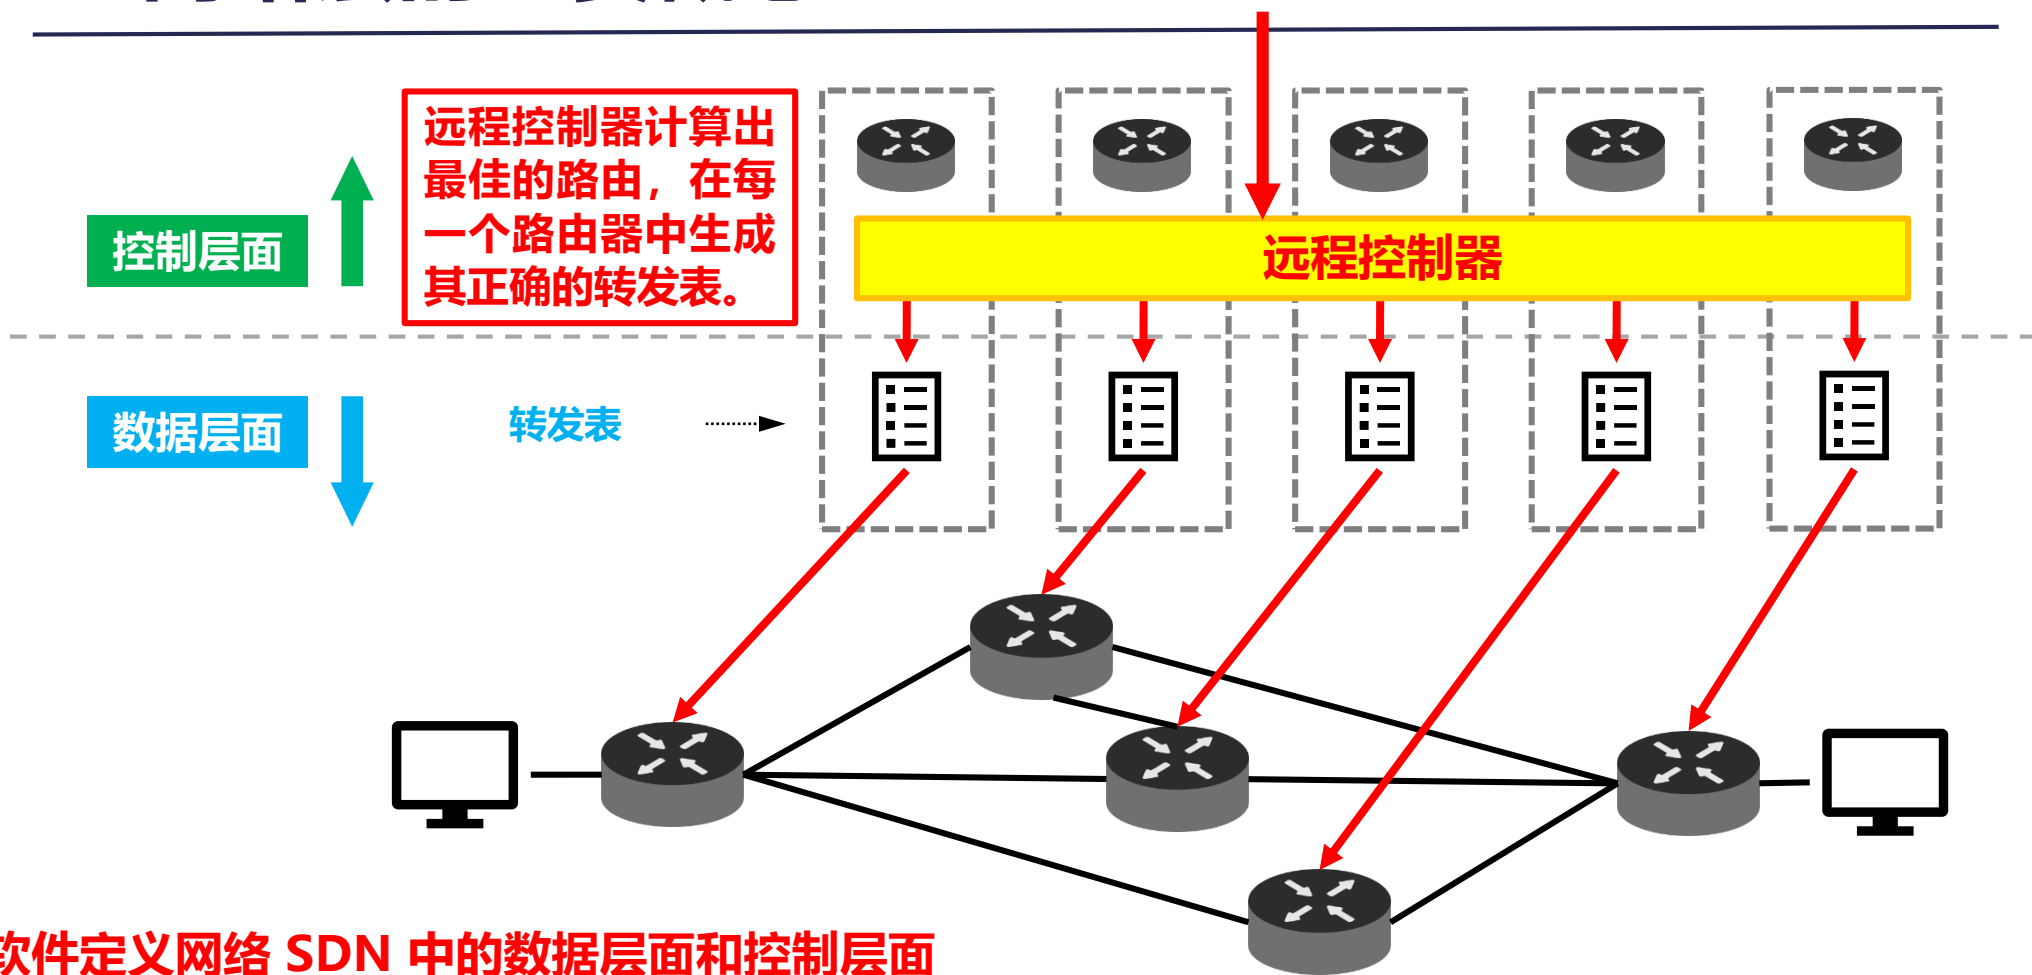 远程控制器计算出
最佳的路由，在每
一个路由器中生成
其正确的转发表。
远程控制器
控制层面
数据层面
转发表
软件定义网络 SDN 中的数据层面和控制层面